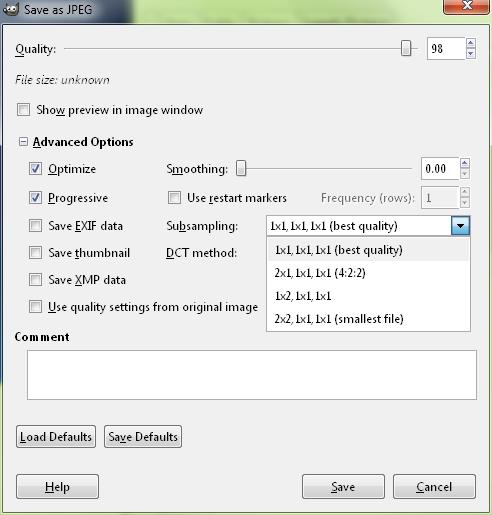 Save as JPEG
Quality: 98
File size: unknown
Show preview in image window
Advanced Options
Optimize Smoothing: 0.00
Progressive Use restart markers Frequency (rows): 1
Save EXIF data Subsampling: 1x1,1x1,1x1 (best quality)
1x1,1x1,1x1 (best quality)
Save thumbnail DCT method:
2x1,1x1,1x1 (4:2:2)
Save XMP data
1x2,1x1,1x1
Use quality settings from original image
2x2,1x1,1x1 (smallest file)
Comment
Load Defaults Save Defaults
Help Save Cancel